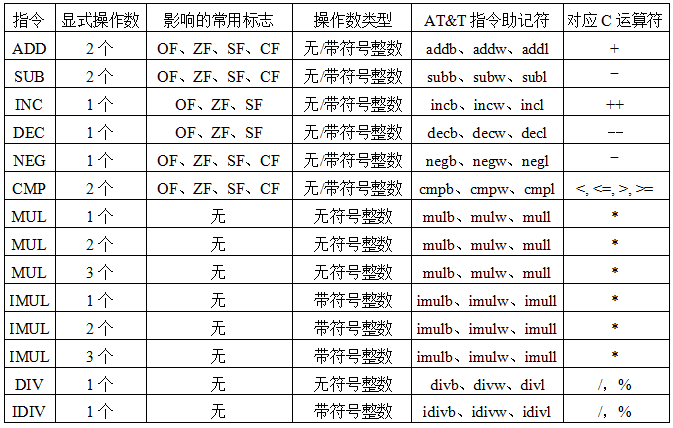 指令 显式操作数 影响的常用标志 操作数类型 AT&T 指令助记符 对应 C 运算符
ADD 2 个 OF、ZF、SF、CF 无/带符号整数 addb、addw、addl +
SUB 2 个 OF、ZF、SF、CF 无/带符号整数 subb、subw、subl −
INC 1 个 OF、ZF、SF 无/带符号整数 incb、incw、incl ++
DEC 1 个 OF、ZF、SF 无/带符号整数 decb、decw、decl −−
NEG 1 个 OF、ZF、SF、CF 无/带符号整数 negb、negw、negl −
CMP 2 个 OF、ZF、SF、CF 无/带符号整数 cmpb、cmpw、cmpl <, <=, >, >=
MUL 1 个 无 无符号整数 mulb、mulw、mull *
MUL 2 个 无 无符号整数 mulb、mulw、mull *
MUL 3 个 无 无符号整数 mulb、mulw、mull *
IMUL 1 个 无 带符号整数 imulb、imulw、imull *
IMUL 2 个 无 带符号整数 imulb、imulw、imull *
IMUL 3 个 无 带符号整数 imulb、imulw、imull *
DIV 1 个 无 无符号整数 divb、divw、divl /，%
IDIV 1 个 无 带符号整数 idivb、idivw、idivl /，%